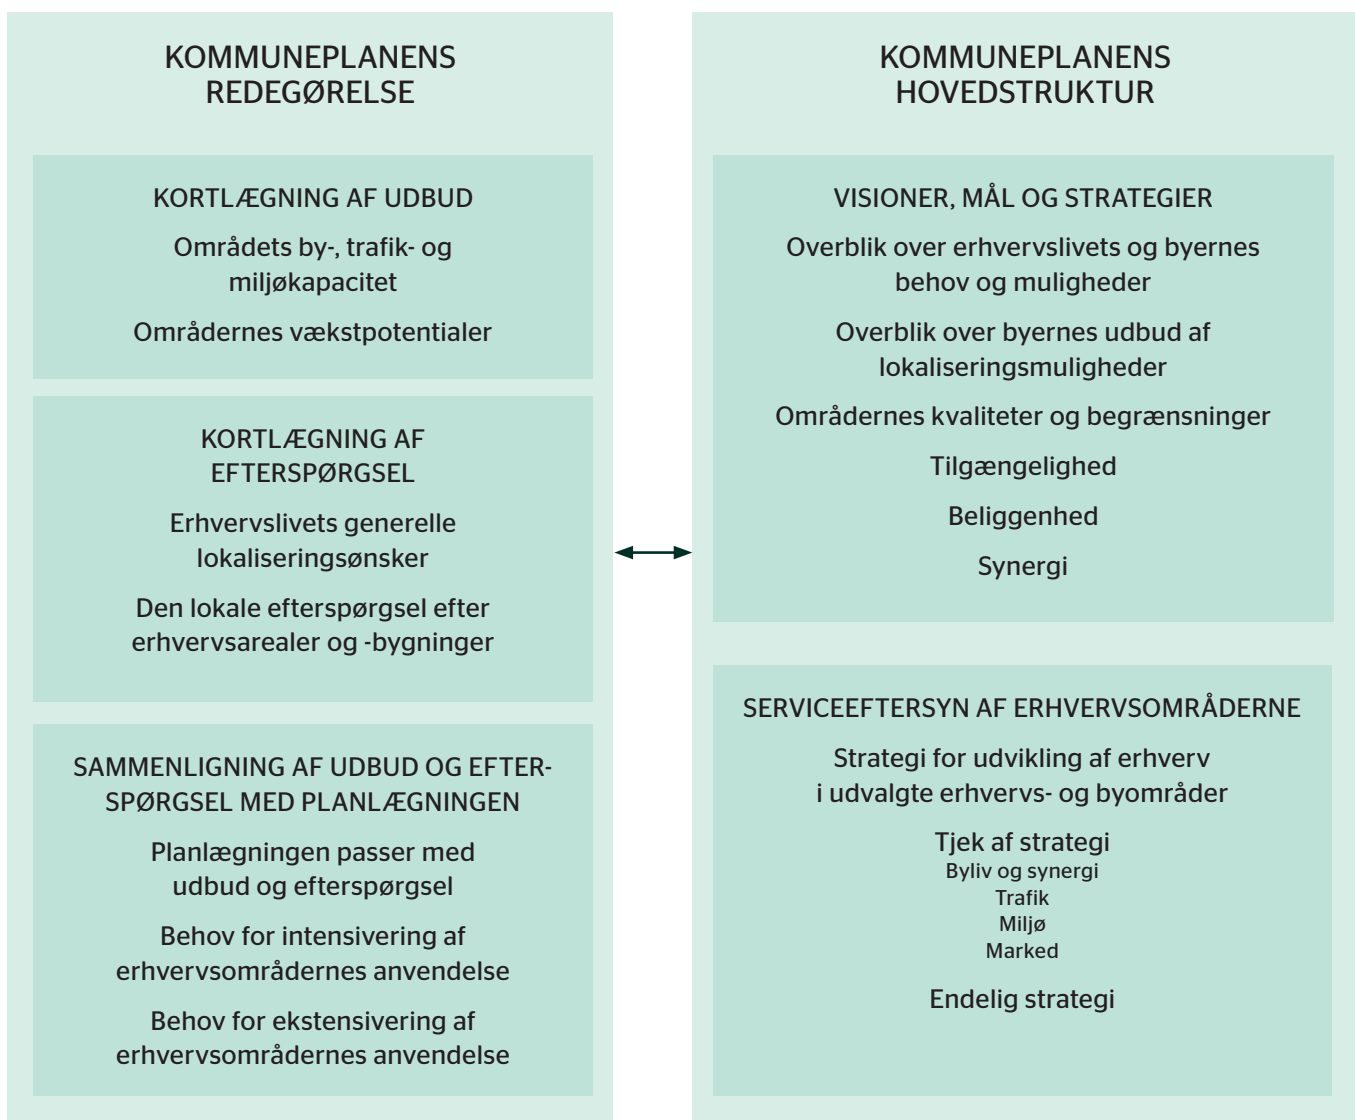 KOMMUNEPLANENS
REDEGØRELSE
KORTLÆGNING AF UDBUD
Områdets by-, trafik- og
miljøkapacitet
Områdernes vækstpotentialer
KORTLÆGNING AF
EFTERSPØRGSEL
Erhvervslivets generelle
lokaliseringsønsker
Den lokale efterspørgsel efter
erhvervsarealer og -bygninger
SAMMENLIGNING AF UDBUD OG EFTER-
SPØRGSEL MED PLANLÆGNINGEN
Planlægningen passer med
udbud og efterspørgsel
Behov for intensivering af
erhvervsområdernes anvendelse
Behov for ekstensivering af
erhvervsområdernes anvendelse
KOMMUNEPLANENS
HOVEDSTRUKTUR
VISIONER, MÅL OG STRATEGIER
Overblik over erhvervslivets og byernes
behov og muligheder
Overblik over byernes udbud af
lokaliseringsmuligheder
Områdernes kvaliteter og begrænsninger
Tilgængelighed
Beliggenhed
Synergi
SERVICEEFTERSYN AF ERHVERVSOMRÅDERNE
Strategi for udvikling af erhverv
i udvalgte erhvervs- og byområder
Tjek af strategi
Byliv og synergi
Trafik
Miljø
Marked
Endelig strategi